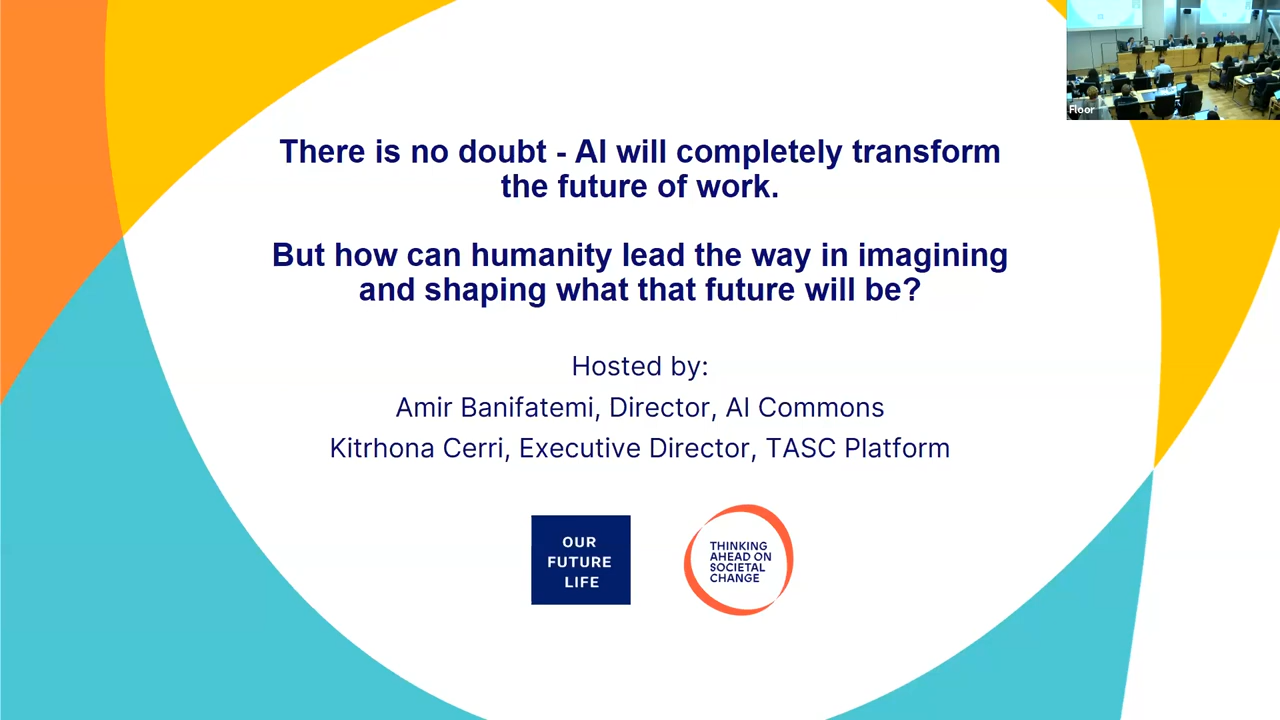 Floor
There is no doubt - AI will completely transform
the future of work.
But how can humanity lead the way in imagining
and shaping what that future will be?
Hosted by:
Amir Banifatemi, Director, AI Commons
Kitrhona Cerri, Executive Director, TASC Platform
OUR
FUTURE
LIFE
THINKING
AHEAD ON
SOCIETAL
CHANGE